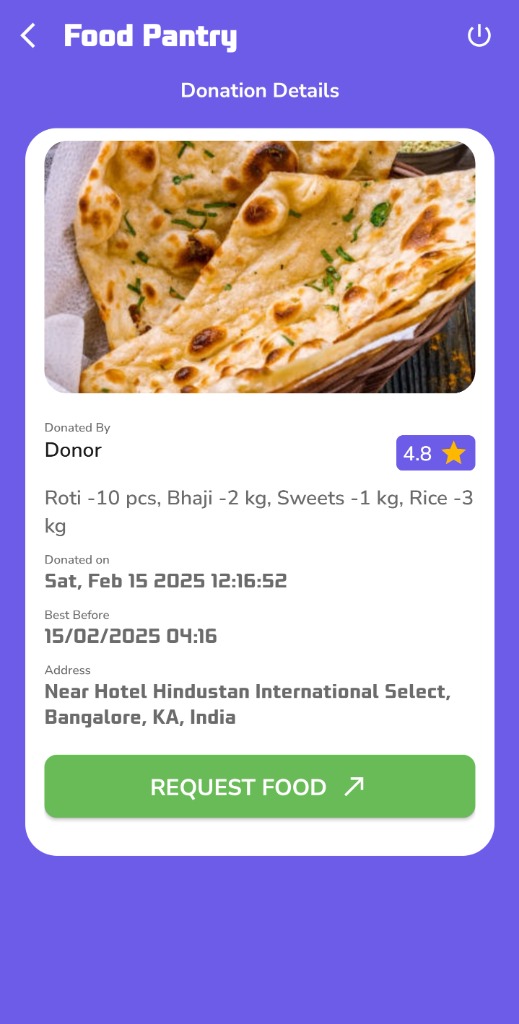 Food Pantry
Donation Details
Donated By
Donor
4.8
Roti -10 pcs, Bhaji -2 kg, Sweets -1 kg, Rice -3
kg
Donated on
Sat, Feb 15 2025 12:16:52
Best Before
15/02/2025 04:16
Address
Near Hotel Hindustan International Select,
Bangalore, KA, India
REQUEST FOOD